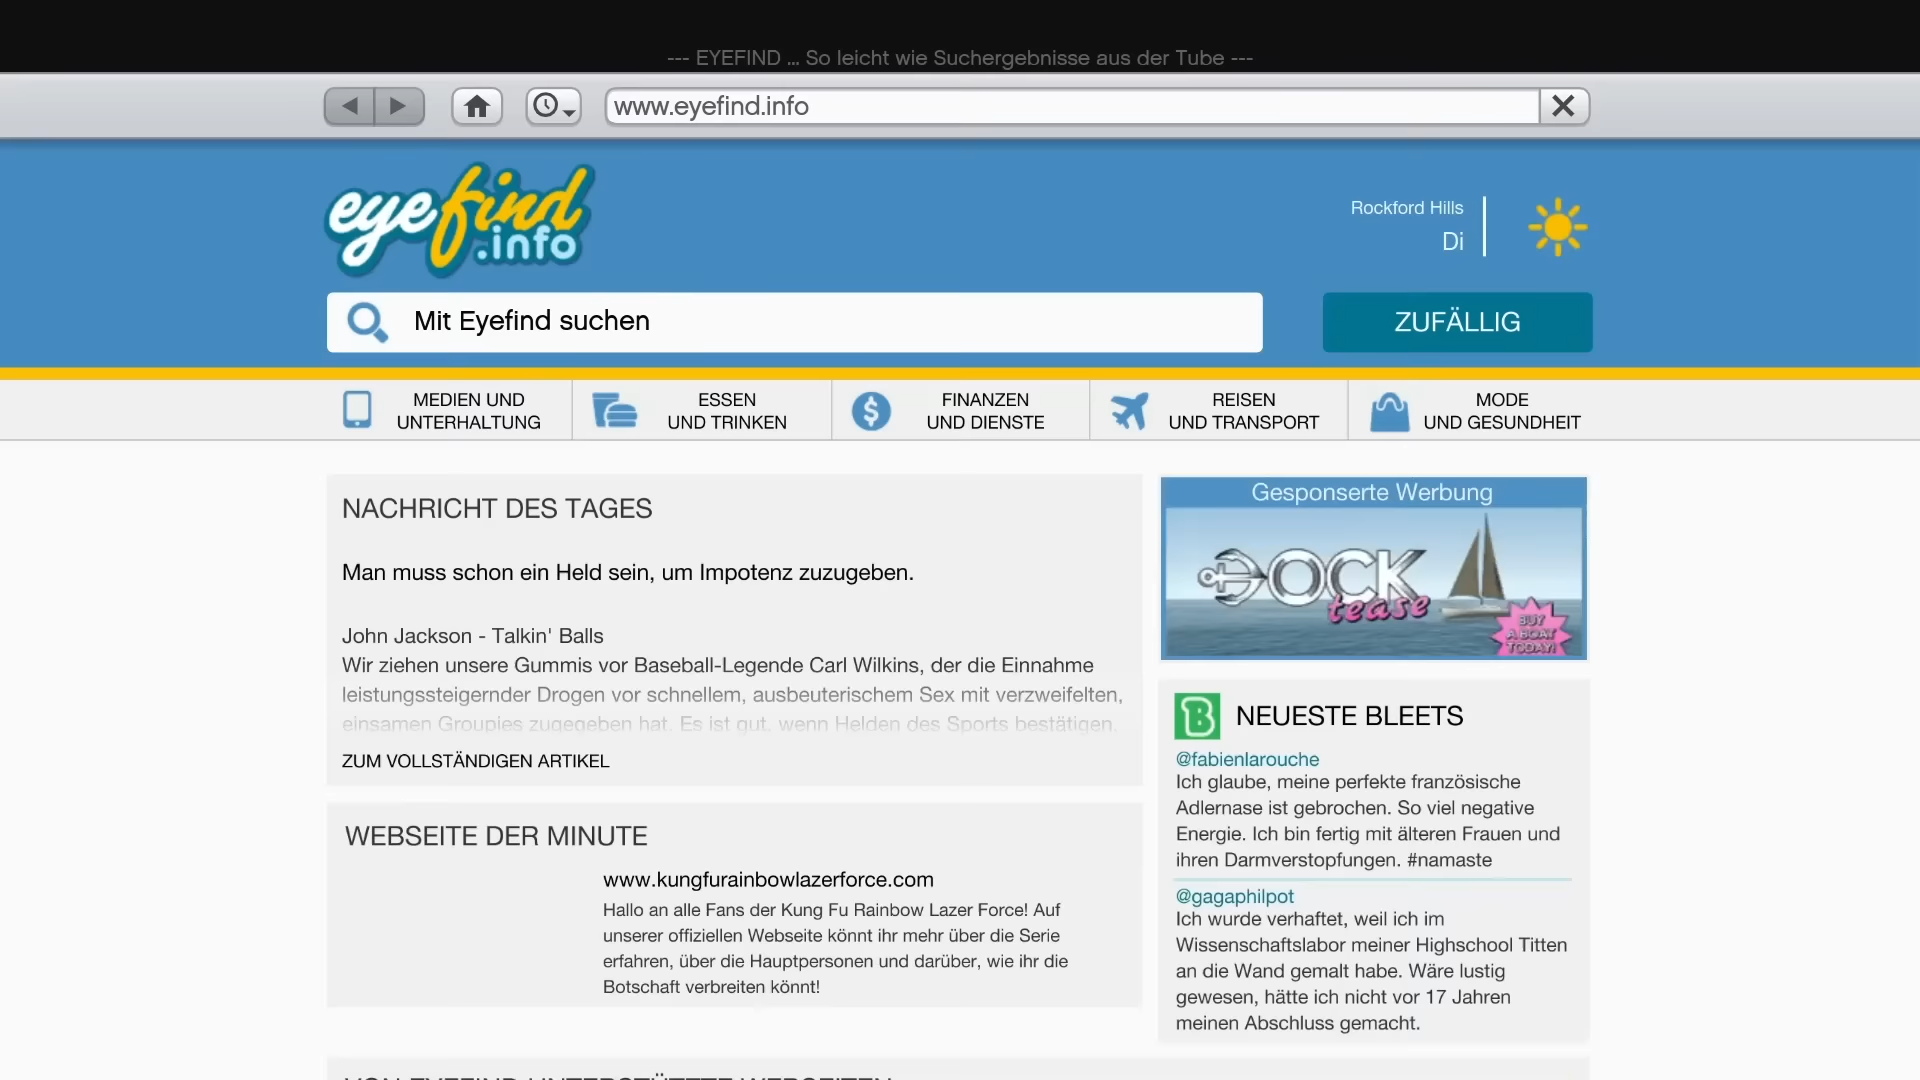 --- EYEFIND ... So leicht wie Suchergebnisse aus der Tube ---
www.eyefind.info
eyefind
.info
Rockford Hills
Di
Mit Eyefind suchen
ZUFÄLLIG
MEDIEN UND
UNTERHALTUNG
ESSEN
UND TRINKEN
FINANZEN
UND DIENSTE
REISEN
UND TRANSPORT
MODE
UND GESUNDHEIT
NACHRICHT DES TAGES
Man muss schon ein Held sein, um Impotenz zuzugeben.
John Jackson - Talkin' Balls
Wir ziehen unsere Gummis vor Baseball-Legende Carl Wilkins, der die Einnahme
leistungssteigernder Drogen vor schnellem, ausbeuterischem Sex mit verzweifelten,
einsamen Groupies zugegeben hat. Es ist gut, wenn Helden des Sports bestätigen,
ZUM VOLLSTÄNDIGEN ARTIKEL
WEBSEITE DER MINUTE
www.kungfurainbowlazerforce.com
Hallo an alle Fans der Kung Fu Rainbow Lazer Force! Auf
unserer offiziellen Webseite könnt ihr mehr über die Serie
erfahren, über die Hauptpersonen und darüber, wie ihr die
Botschaft verbreiten könnt!
Gesponserte Werbung
DOCK
tease
BUY
A BOAT
TODAY!
NEUESTE BLEETS
@fabienlarouche
Ich glaube, meine perfekte französische
Adlernase ist gebrochen. So viel negative
Energie. Ich bin fertig mit älteren Frauen und
ihren Darmverstopfungen. #namaste
@gagaphilpot
Ich wurde verhaftet, weil ich im
Wissenschaftslabor meiner Highschool Titten
an die Wand gemalt habe. Wäre lustig
gewesen, hätte ich nicht vor 17 Jahren
meinen Abschluss gemacht.
VON EYEFIND UNTERSTÜTZTE WEBSEITEN